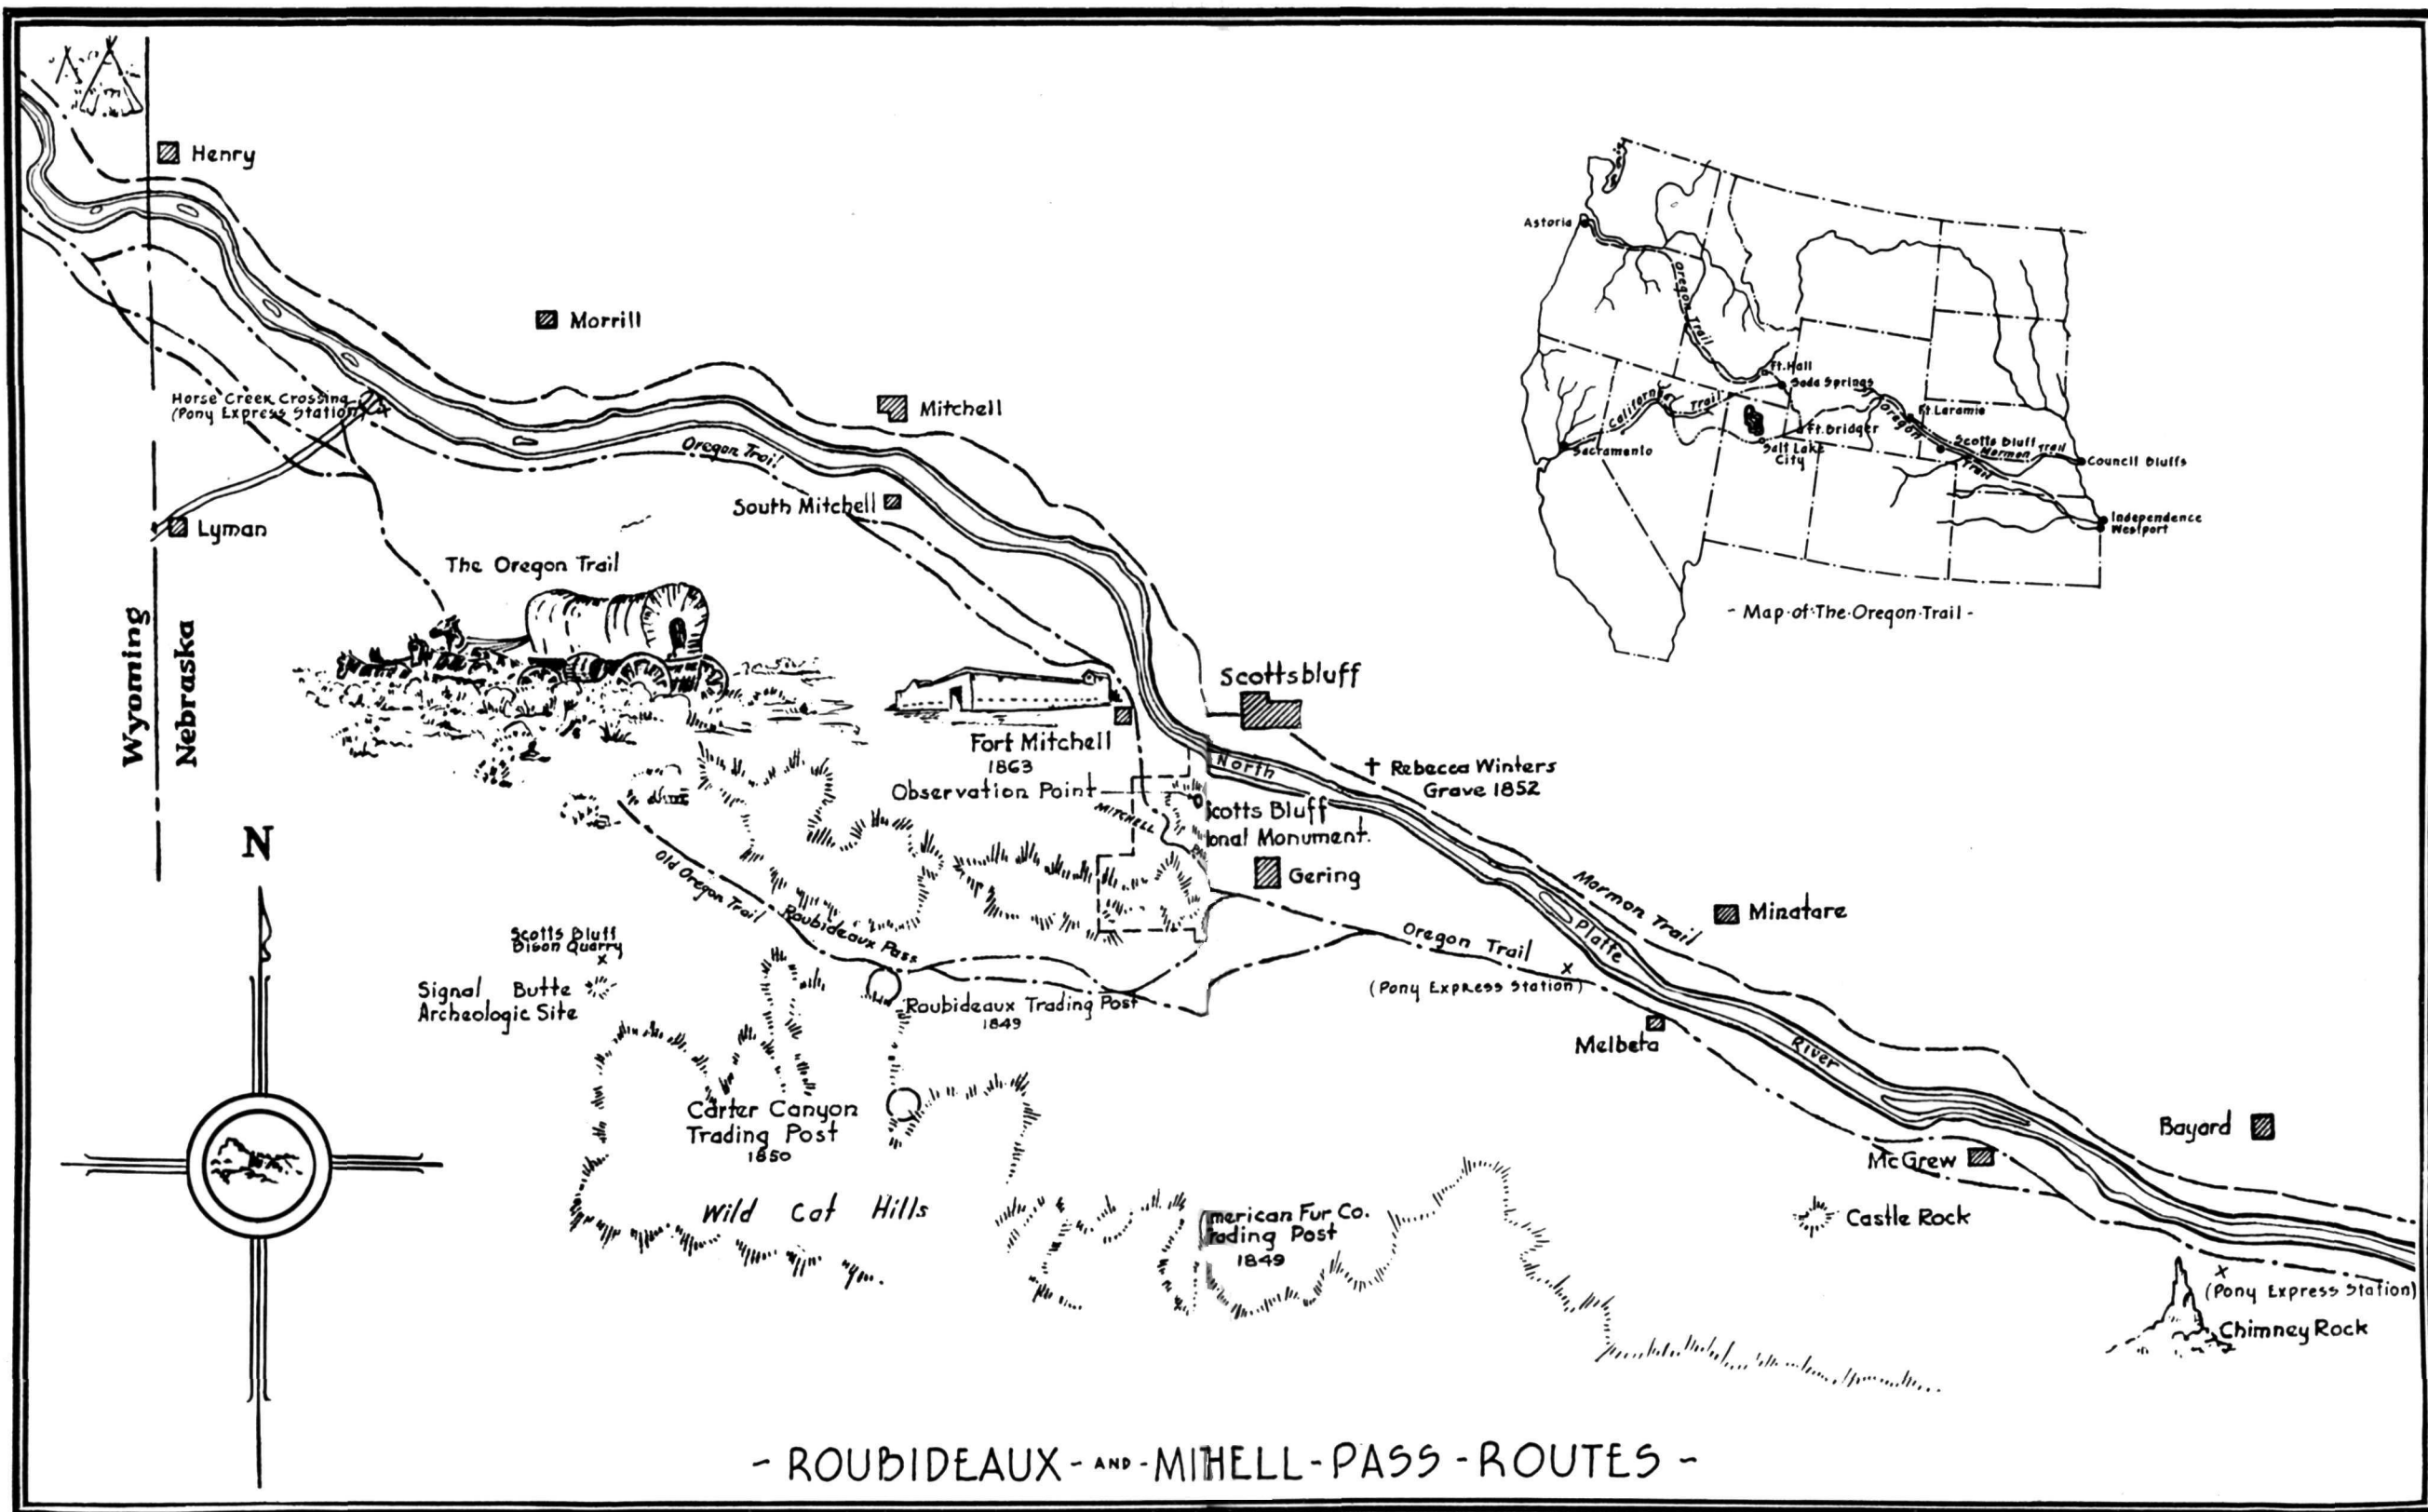 Henry
Morrill
Mitchell
Horse Creek Crossing
(Pony Express Station)
Oregon Trail
South Mitchell
Lyman
The Oregon Trail
Wyoming
Nebraska
Astoria
Oregon Trail
Ft. Hall
Soda Springs
California Trail
Ft. Laramie
Oregon
Trail
Ft. Bridger
Scotts Bluff
Mormon Trail
Sacramento
Salt Lake
City
Council Bluffs
Independence
Westport
- Map-of-The-Oregon-Trail -
Scottsbluff
Fort Mitchell
1863
Observation Point
North
Rebecca Winters
Grave 1852
MITCHELL
cotts Bluff
ional Monument.
Gering
N
Old Oregon Trail
Roubideaux Pass
Mormon Trail
Minatare
Scotts Bluff
Bison Quarry
x
Oregon Trail
Platte
x
(Pony Express Station)
Signal Butte
Archeologic Site
Roubideaux Trading Post
1849
Melbeta
River
Carter Canyon
Trading Post
1850
Bayard
McGrew
Wild Cat Hills
merican Fur Co.
rading Post
1849
Castle Rock
x
(Pony Express Station)
Chimney Rock
- ROUBIDEAUX - AND - MITHELL - PASS - ROUTES -